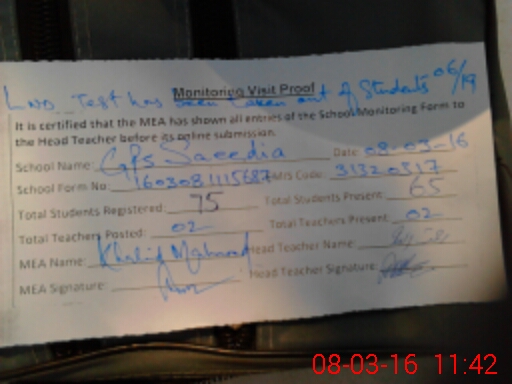 Monitoring Visit Proof
LND Test has been taken out of Students 06/19
It is certified that the MEA has shown all entries of the School Monitoring Form to
the Head Teacher before its online submission.
School Name: GPS Saeedia Date: 08-03-16
School Form No: 1603081115687 EMIS Code: 31320317
Total Students Registered: 75 Total Students Present: 65
Total Teachers Posted: 02 Total Teachers Present: 02
MEA Name: Khalid Mahmood Head Teacher Name:
MEA Signature: Head Teacher Signature:
08-03-16 11:42